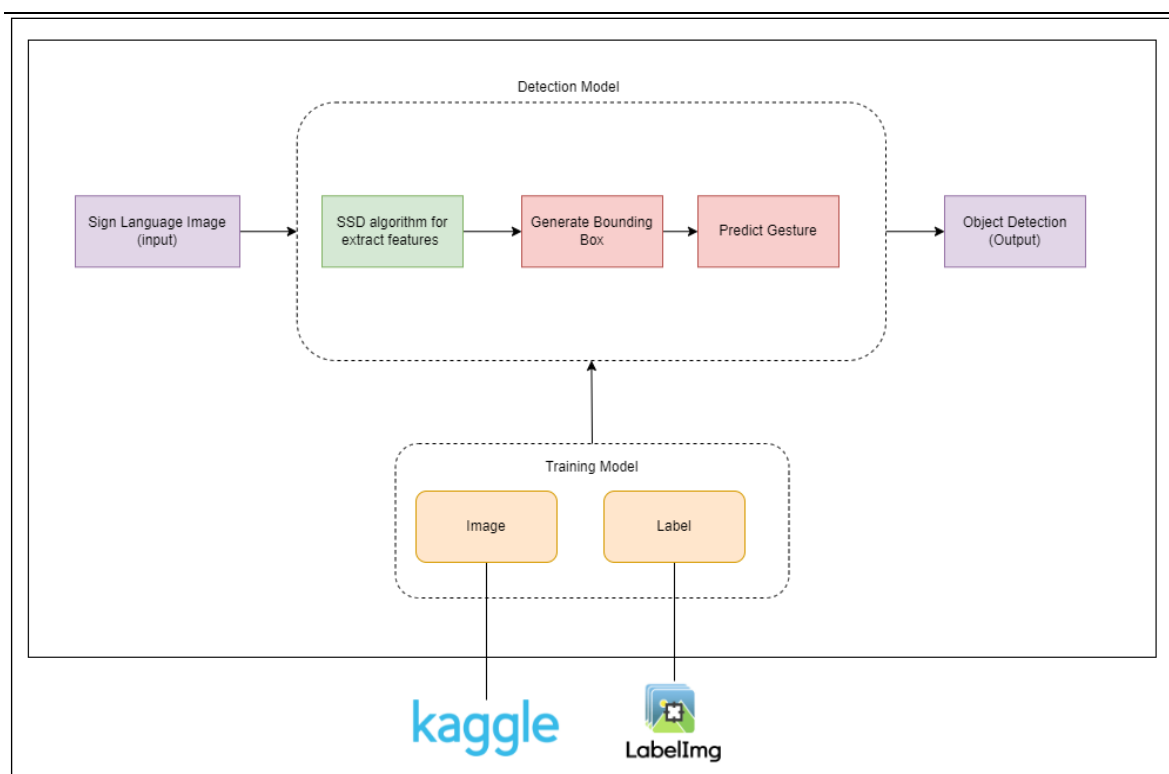 Detection Model
Sign Language Image
(input)
SSD algorithm for
extract features
Generate Bounding
Box
Predict Gesture
Object Detection
(Output)
Training Model
Image
Label
kaggle
LabelImg